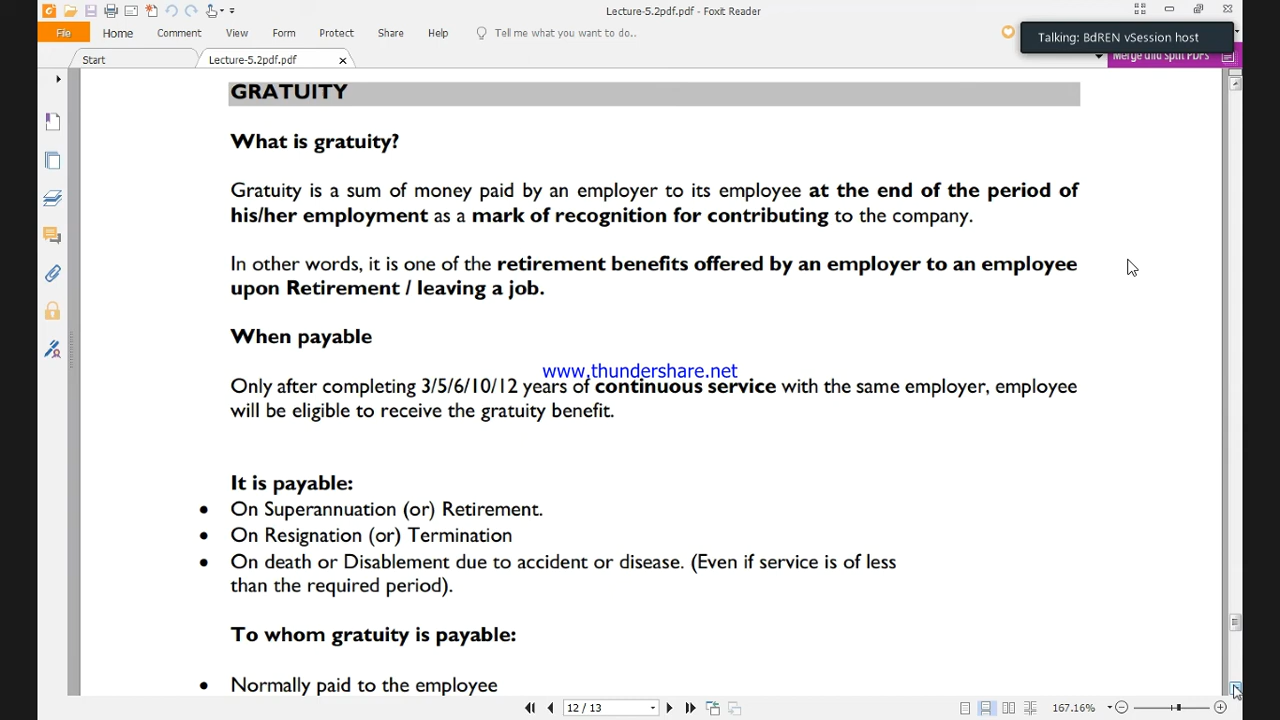 Lecture-5.2pdf.pdf - Foxit Reader
File Home Comment View Form Protect Share Help Tell me what you want to do..
Talking: BdREN vSession host
Start Lecture-5.2pdf.pdf
Merge and Split PDFs
GRATUITY
What is gratuity?
Gratuity is a sum of money paid by an employer to its employee at the end of the period of
his/her employment as a mark of recognition for contributing to the company.
In other words, it is one of the retirement benefits offered by an employer to an employee
upon Retirement / leaving a job.
When payable
www.thundershare.net
Only after completing 3/5/6/10/12 years of continuous service with the same employer, employee
will be eligible to receive the gratuity benefit.
It is payable:
• On Superannuation (or) Retirement.
• On Resignation (or) Termination
• On death or Disablement due to accident or disease. (Even if service is of less
than the required period).
To whom gratuity is payable:
• Normally paid to the employee
12 / 13
167.16%